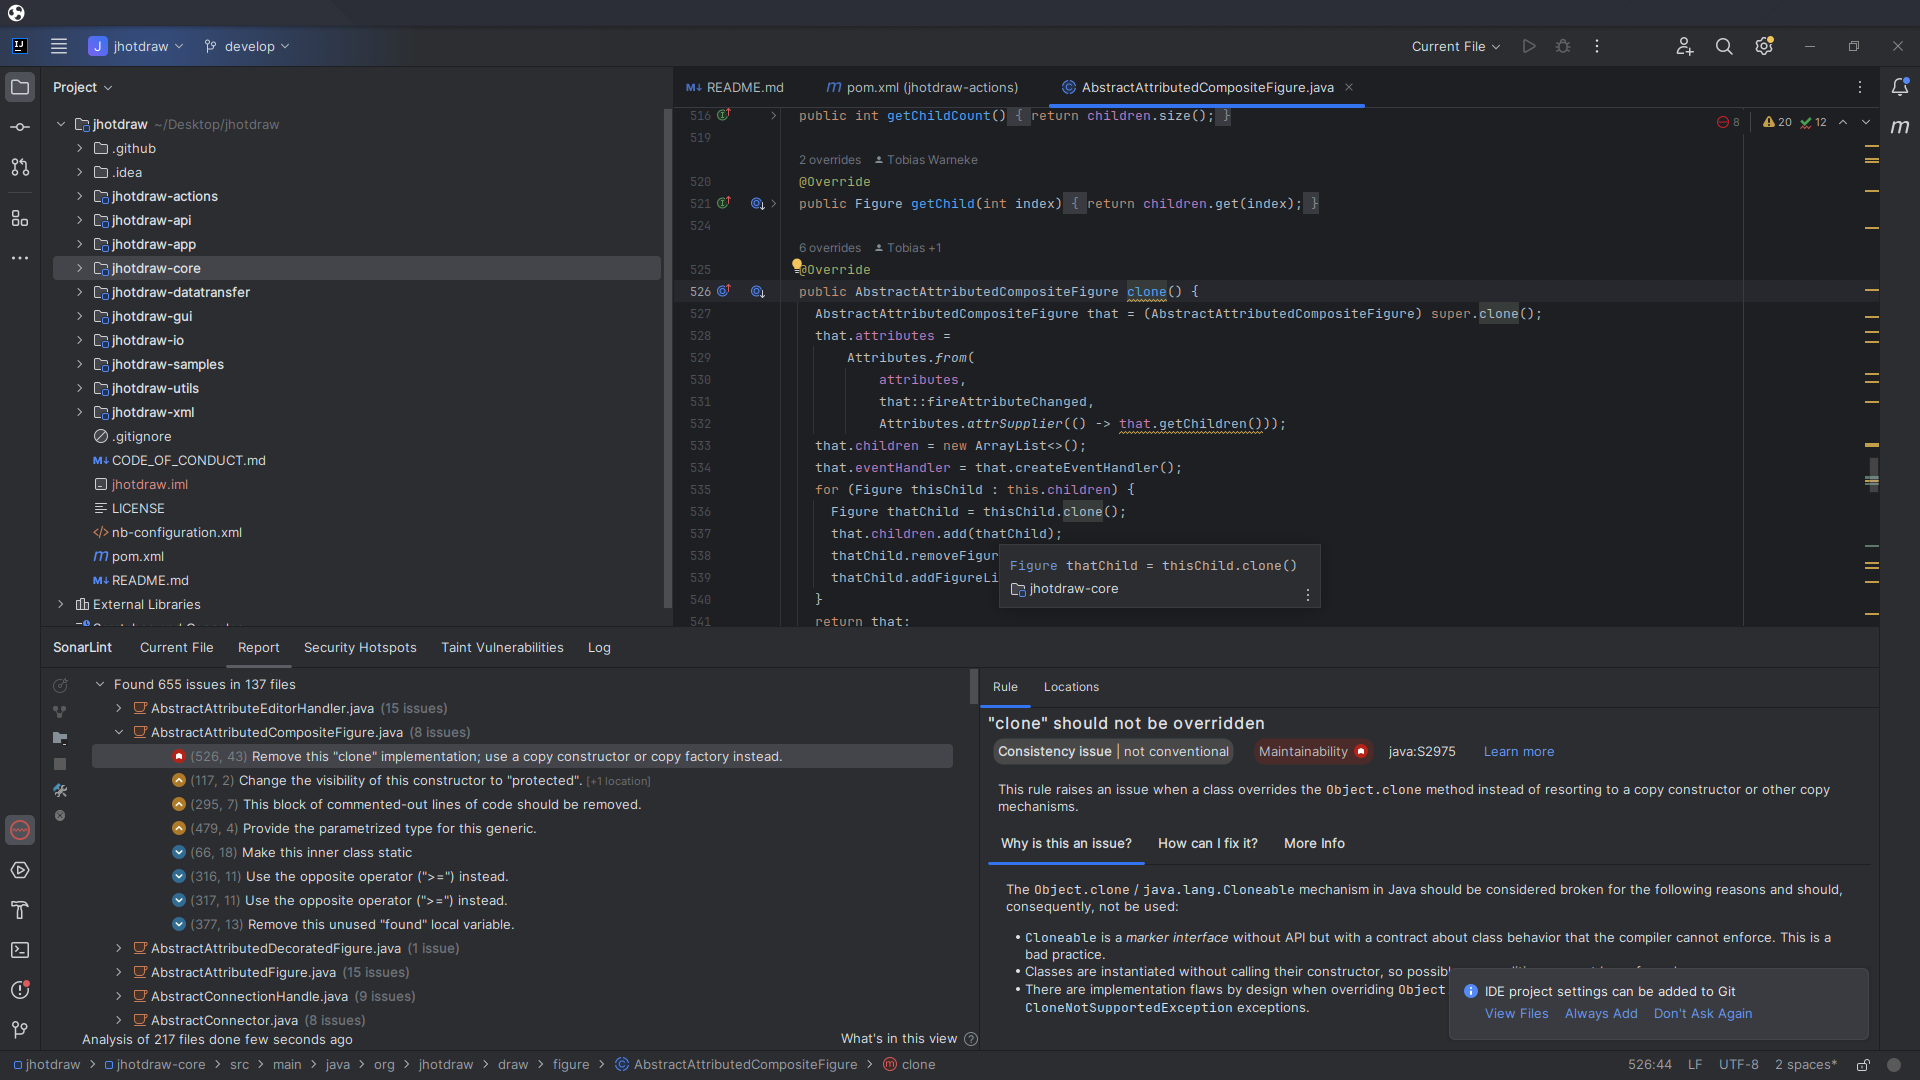 J jhotdraw develop Current File
Project
README.md pom.xml (jhotdraw-actions) AbstractAttributedCompositeFigure.java
jhotdraw ~/Desktop/jhotdraw
.github
.idea
jhotdraw-actions
jhotdraw-api
jhotdraw-app
jhotdraw-core
jhotdraw-datatransfer
jhotdraw-gui
jhotdraw-io
jhotdraw-samples
jhotdraw-utils
jhotdraw-xml
.gitignore
CODE_OF_CONDUCT.md
jhotdraw.iml
LICENSE
nb-configuration.xml
pom.xml
README.md
External Libraries
8 20 12
516 public int getChildCount() { return children.size(); }
519
2 overrides Tobias Warneke
520 @Override
521 public Figure getChild(int index) { return children.get(index); }
524
6 overrides Tobias +1
525 @Override
526 public AbstractAttributedCompositeFigure clone() {
527 AbstractAttributedCompositeFigure that = (AbstractAttributedCompositeFigure) super.clone();
528 that.attributes =
529 Attributes.from(
530 attributes,
531 that::fireAttributeChanged,
532 Attributes.attrSupplier(() -> that.getChildren()));
533 that.children = new ArrayList<>();
534 that.eventHandler = that.createEventHandler();
535 for (Figure thisChild : this.children) {
536 Figure thatChild = thisChild.clone();
537 that.children.add(thatChild);
538 thatChild.removeFigur
539 thatChild.addFigureLi
540 }
541 return that;
Figure thatChild = thisChild.clone()
jhotdraw-core
SonarLint Current File Report Security Hotspots Taint Vulnerabilities Log
Found 655 issues in 137 files
AbstractAttributeEditorHandler.java (15 issues)
AbstractAttributedCompositeFigure.java (8 issues)
(526, 43) Remove this "clone" implementation; use a copy constructor or copy factory instead.
(117, 2) Change the visibility of this constructor to "protected". [+1 location]
(295, 7) This block of commented-out lines of code should be removed.
(479, 4) Provide the parametrized type for this generic.
(66, 18) Make this inner class static
(316, 11) Use the opposite operator (">=") instead.
(317, 11) Use the opposite operator (">=") instead.
(377, 13) Remove this unused "found" local variable.
AbstractAttributedDecoratedFigure.java (1 issue)
AbstractAttributedFigure.java (15 issues)
AbstractConnectionHandle.java (9 issues)
AbstractConnector.java (8 issues)
Analysis of 217 files done few seconds ago What's in this view
Rule Locations
"clone" should not be overridden
Consistency issue | not conventional Maintainability java:S2975 Learn more
This rule raises an issue when a class overrides the Object.clone method instead of resorting to a copy constructor or other copy
mechanisms.
Why is this an issue? How can I fix it? More Info
The Object.clone / java.lang.Cloneable mechanism in Java should be considered broken for the following reasons and should,
consequently, not be used:
• Cloneable is a marker interface without API but with a contract about class behavior that the compiler cannot enforce. This is a
bad practice.
• Classes are instantiated without calling their constructor, so possible
• There are implementation flaws by design when overriding Object.
CloneNotSupportedException exceptions.
IDE project settings can be added to Git
View Files Always Add Don't Ask Again
jhotdraw > jhotdraw-core > src > main > java > org > jhotdraw > draw > figure > AbstractAttributedCompositeFigure > clone 526:44 LF UTF-8 2 spaces*